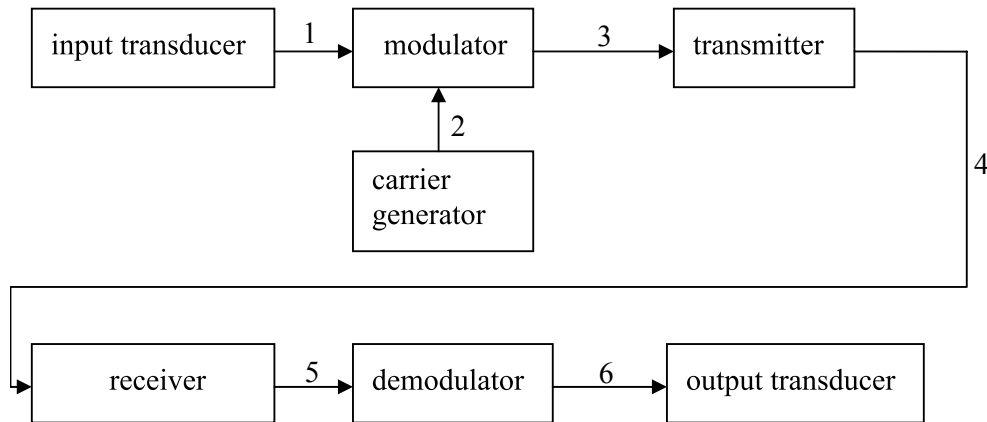 input transducer
1
modulator
3
transmitter
2
carrier
generator
4
receiver
5
demodulator
6
output transducer